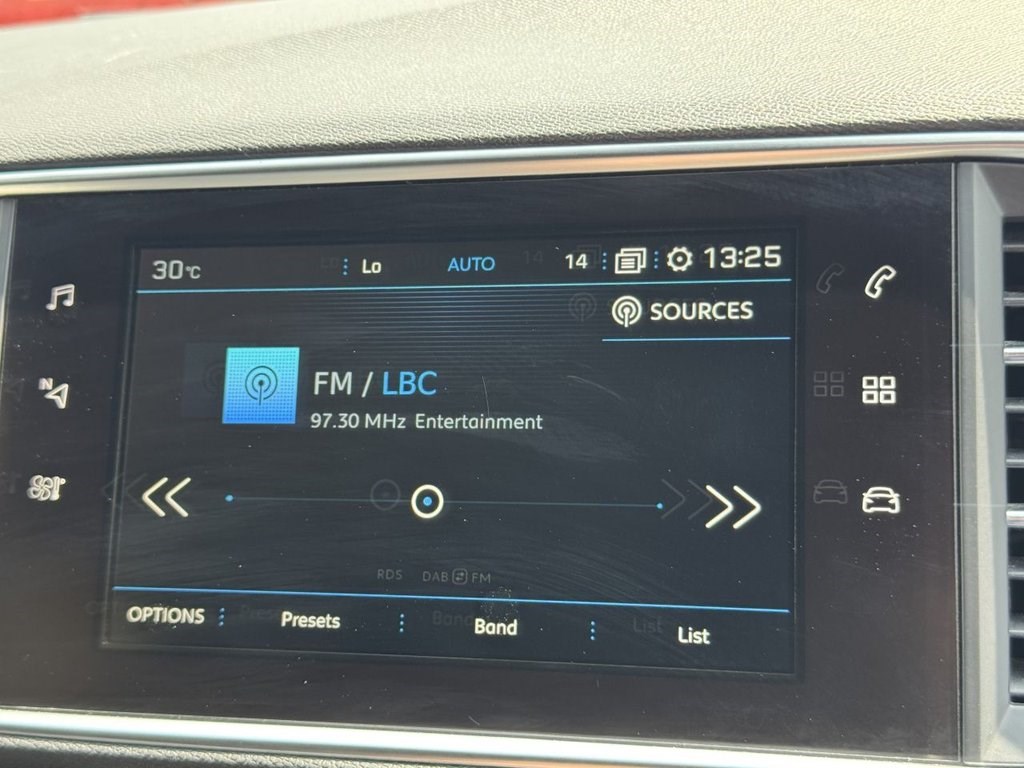 30°C Lo AUTO 14 13:25
SOURCES
FM / LBC
97.30 MHz Entertainment
RDS DAB FM
OPTIONS Presets Band List
N